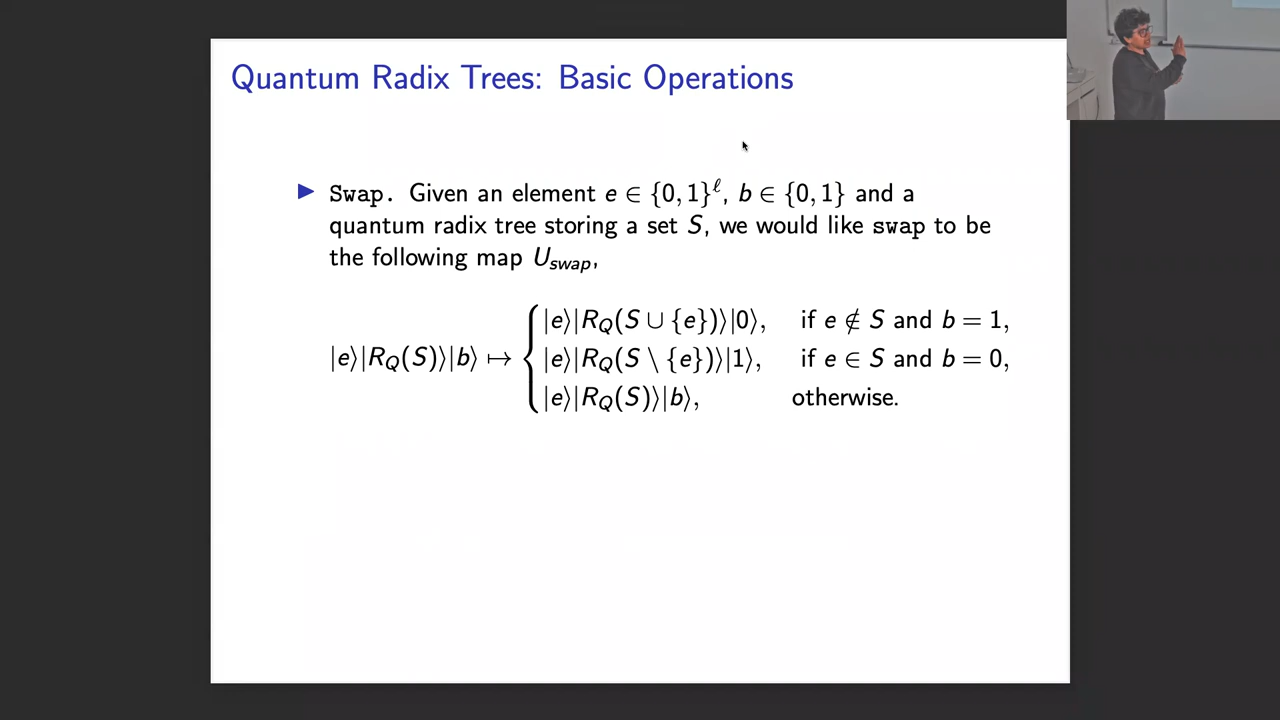 Quantum Radix Trees: Basic Operations
▶ Swap. Given an element e ∈ {0, 1}^ℓ, b ∈ {0, 1} and a
quantum radix tree storing a set S, we would like swap to be
the following map U_swap,
|e⟩|R_Q(S ∪ {e})⟩|0⟩, if e ∉ S and b = 1,
|e⟩|R_Q(S)⟩|b⟩ ↦ { |e⟩|R_Q(S \ {e})⟩|1⟩, if e ∈ S and b = 0,
|e⟩|R_Q(S)⟩|b⟩, otherwise.